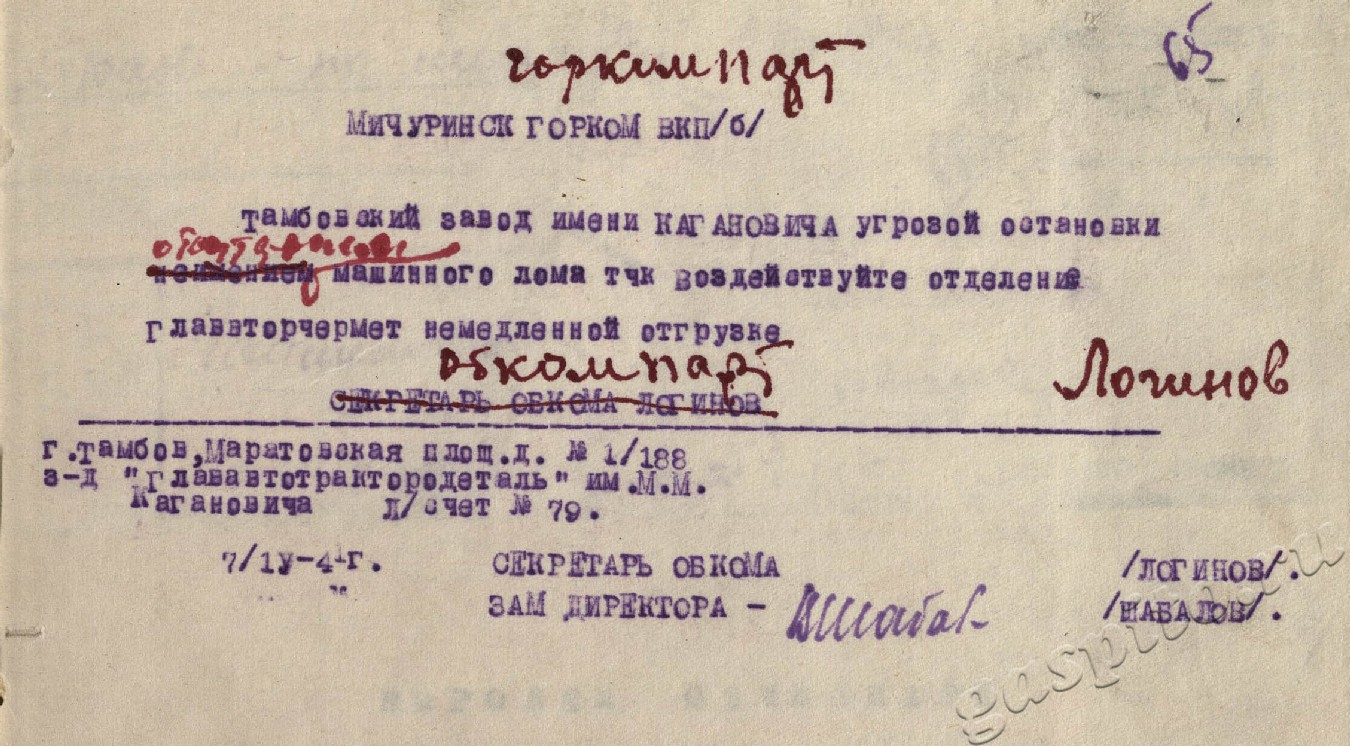 65
горкомпарт
МИЧУРИНСК ГОРКОМ ВКП/б/
тамбовский завод имени КАГАНОВИЧА угрозой остановки
отсутствием
неимением машинного лома тчк воздействуйте отделение
главвторчермет немедленной отгрузке
обкомпарт Логинов
СЕКРЕТАРЬ ОБКОМА ЛОГИНОВ
г.тамбов,Маратовская площ.д. № 1/188
з-д "глававтотрактородеталь" им.М.М.
Кагановича Д/счет № 79.
7/1У-41г. СЕКРЕТАРЬ ОБКОМА /ЛОГИНОВ/.
ЗАМ ДИРЕКТОРА - /ШАБАЛОВ/.